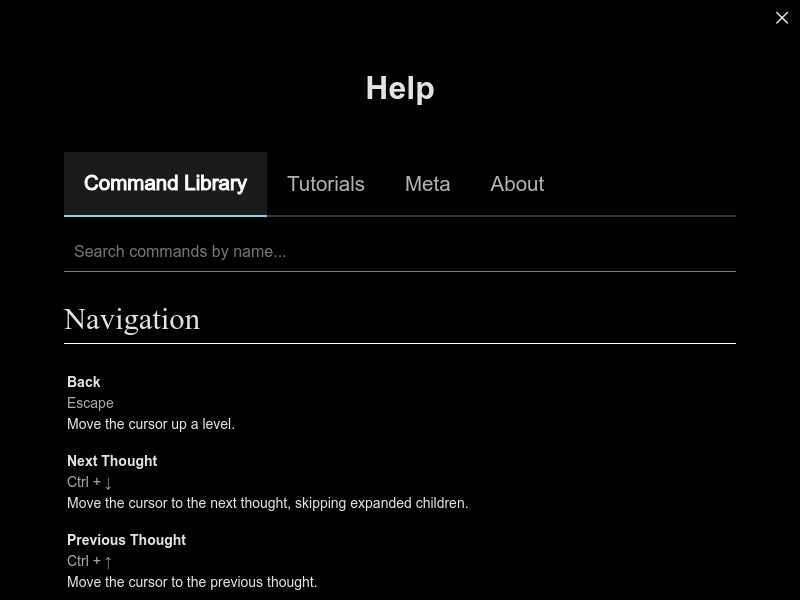 Help
Command Library Tutorials Meta About
Search commands by name...
Navigation
Back
Escape
Move the cursor up a level.
Next Thought
Ctrl + ↓
Move the cursor to the next thought, skipping expanded children.
Previous Thought
Ctrl + ↑
Move the cursor to the previous thought.